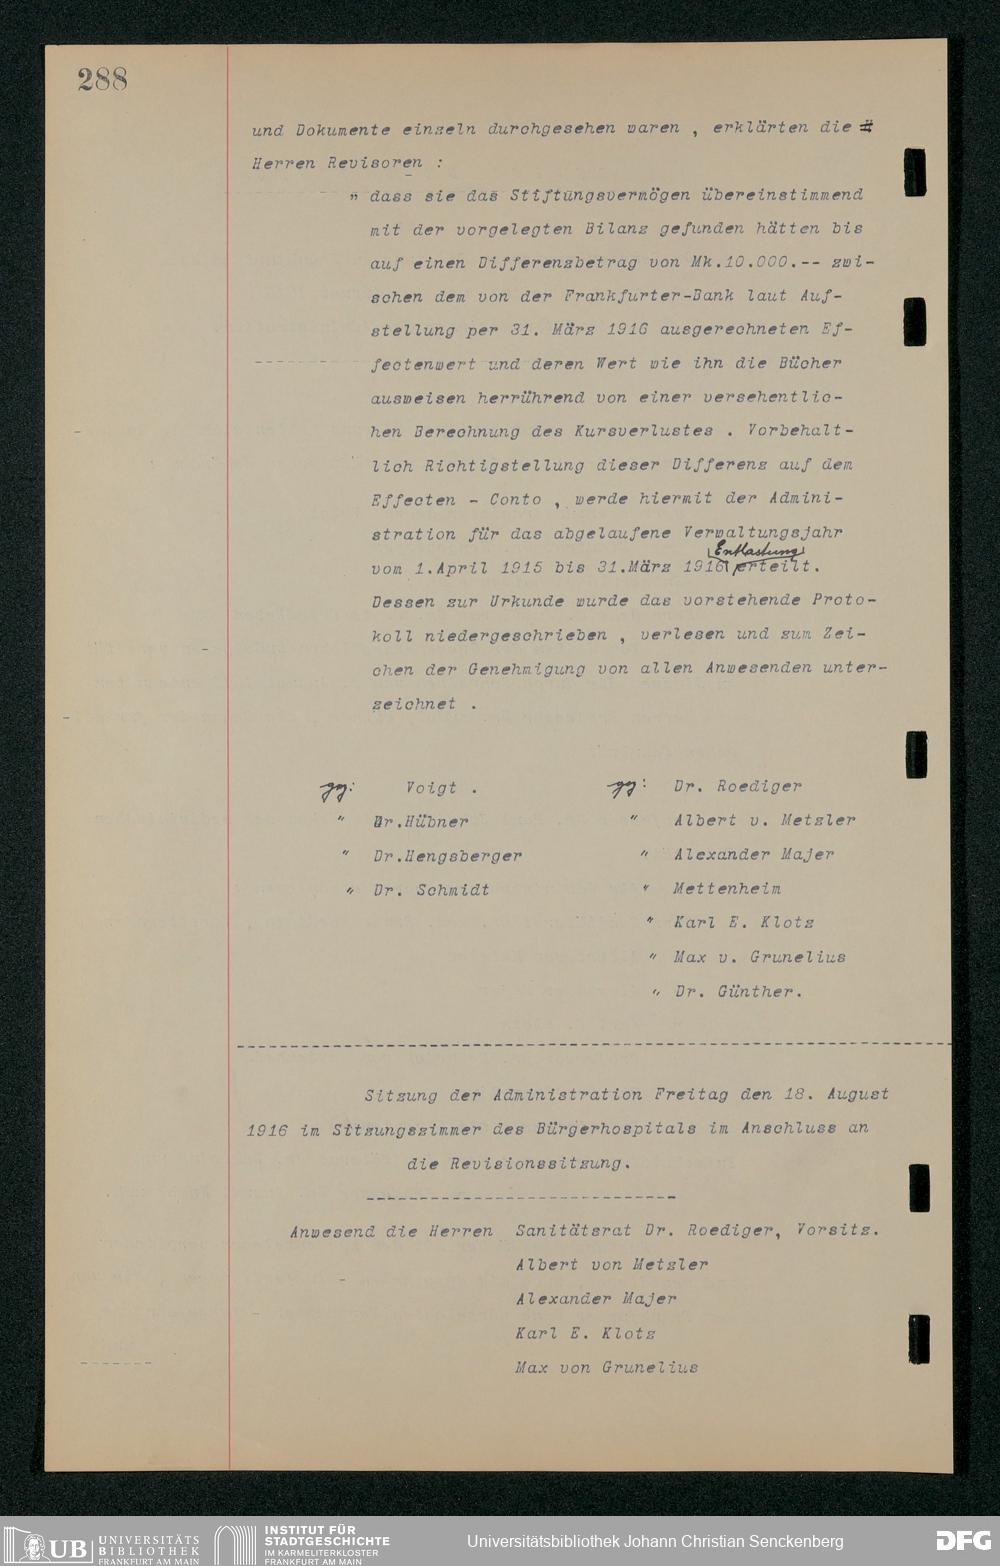 288
und Dokumente einzeln durchgesehen waren , erklärten die
Herren Revisoren :
" dass sie das Stiftungsvermögen übereinstimmend
mit der vorgelegten Bilanz gefunden hätten bis
auf einen Differenzbetrag von Mk.10.000.-- zwi-
schen dem von der Frankfurter-Bank laut Auf-
stellung per 31. März 1916 ausgerechneten Ef-
fectenwert und deren Wert wie ihn die Bücher
ausweisen herrührend von einer versehentlic-
hen Berechnung des Kursverlustes . Vorbehalt-
lich Richtigstellung dieser Differenz auf dem
Effecten - Conto , werde hiermit der Admini-
stration für das abgelaufene Verwaltungsjahr
Entlastung
vom 1.April 1915 bis 31.März 1916 erteilt.
Dessen zur Urkunde wurde das vorstehende Proto-
koll niedergeschrieben , verlesen und zum Zei-
chen der Genehmigung von allen Anwesenden unter-
zeichnet .
gz: Voigt . gz: Dr. Roediger
" Dr.Hübner " Albert v. Metzler
" Dr.Hengsberger " Alexander Majer
" Dr. Schmidt " Mettenheim
" Karl E. Klotz
" Max v. Grunelius
" Dr. Günther.
Sitzung der Administration Freitag den 18. August
1916 im Sitzungszimmer des Bürgerhospitals im Anschluss an
die Revisionssitzung.
Anwesend die Herren Sanitätsrat Dr. Roediger, Vorsitz.
Albert von Metzler
Alexander Majer
Karl E. Klotz
Max von Grunelius
UB UNIVERSITÄTS
BIBLIOTHEK
FRANKFURT AM MAIN
INSTITUT FÜR
STADTGESCHICHTE
IM KARMELITERKLOSTER
FRANKFURT AM MAIN
Universitätsbibliothek Johann Christian Senckenberg
DFG